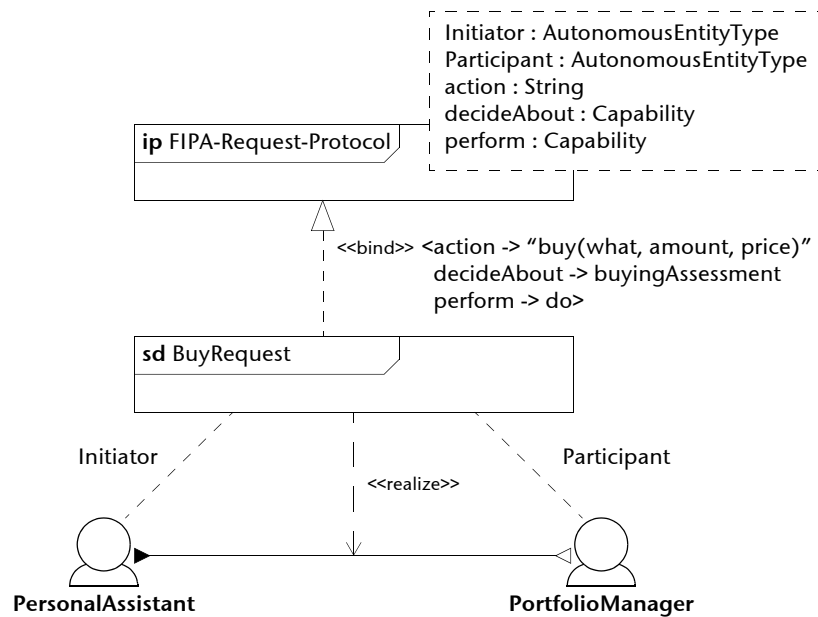 Initiator : AutonomousEntityType
Participant : AutonomousEntityType
action : String
decideAbout : Capability
perform : Capability
ip FIPA-Request-Protocol
<<bind>> <action -> “buy(what, amount, price)”
decideAbout -> buyingAssessment
perform -> do>
sd BuyRequest
Initiator
Participant
<<realize>>
PersonalAssistant
PortfolioManager